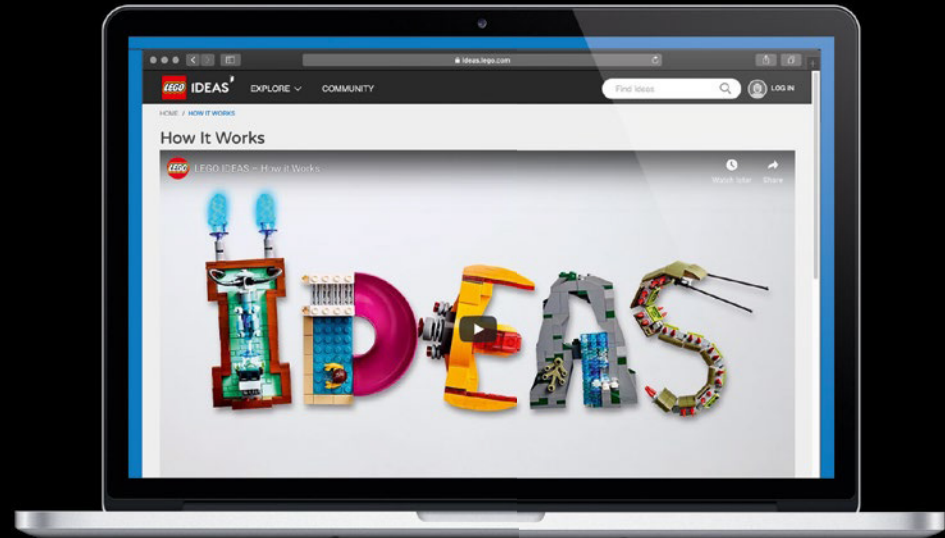 ideas.lego.com
LEGO IDEAS EXPLORE COMMUNITY Find Ideas LOG IN
HOME / HOW IT WORKS
How It Works
LEGO LEGO IDEAS – How it Works
Watch later Share
IDEAS